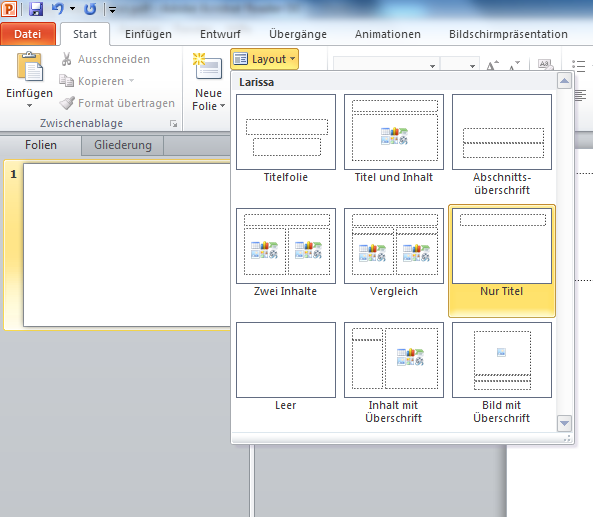 Datei Start Einfügen Entwurf Übergänge Animationen Bildschirmpräsentation
Einfügen
Ausschneiden
Kopieren
Format übertragen
Zwischenablage
Neue
Folie
Layout
Larissa
Titelfolie
Titel und Inhalt
Abschnitts-
überschrift
Zwei Inhalte
Vergleich
Nur Titel
Leer
Inhalt mit
Überschrift
Bild mit
Überschrift
Folien Gliederung
1